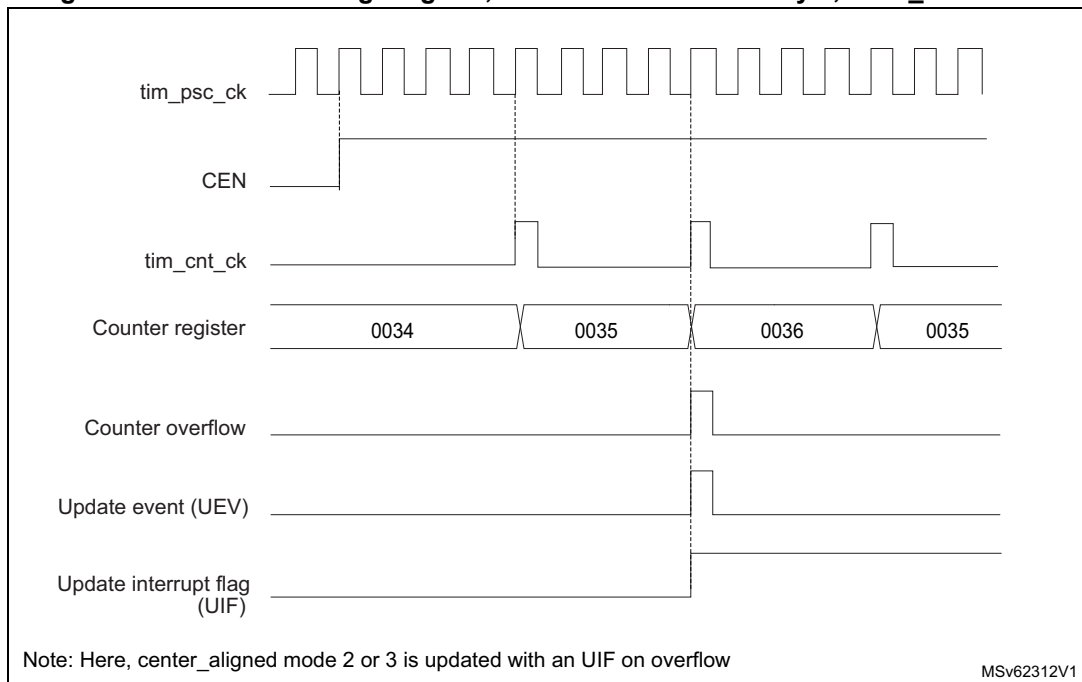 tim_psc_ck
CEN
tim_cnt_ck
Counter register
0034
0035
0036
0035
Counter overflow
Update event (UEV)
Update interrupt flag
(UIF)
Note: Here, center_aligned mode 2 or 3 is updated with an UIF on overflow
MSv62312V1